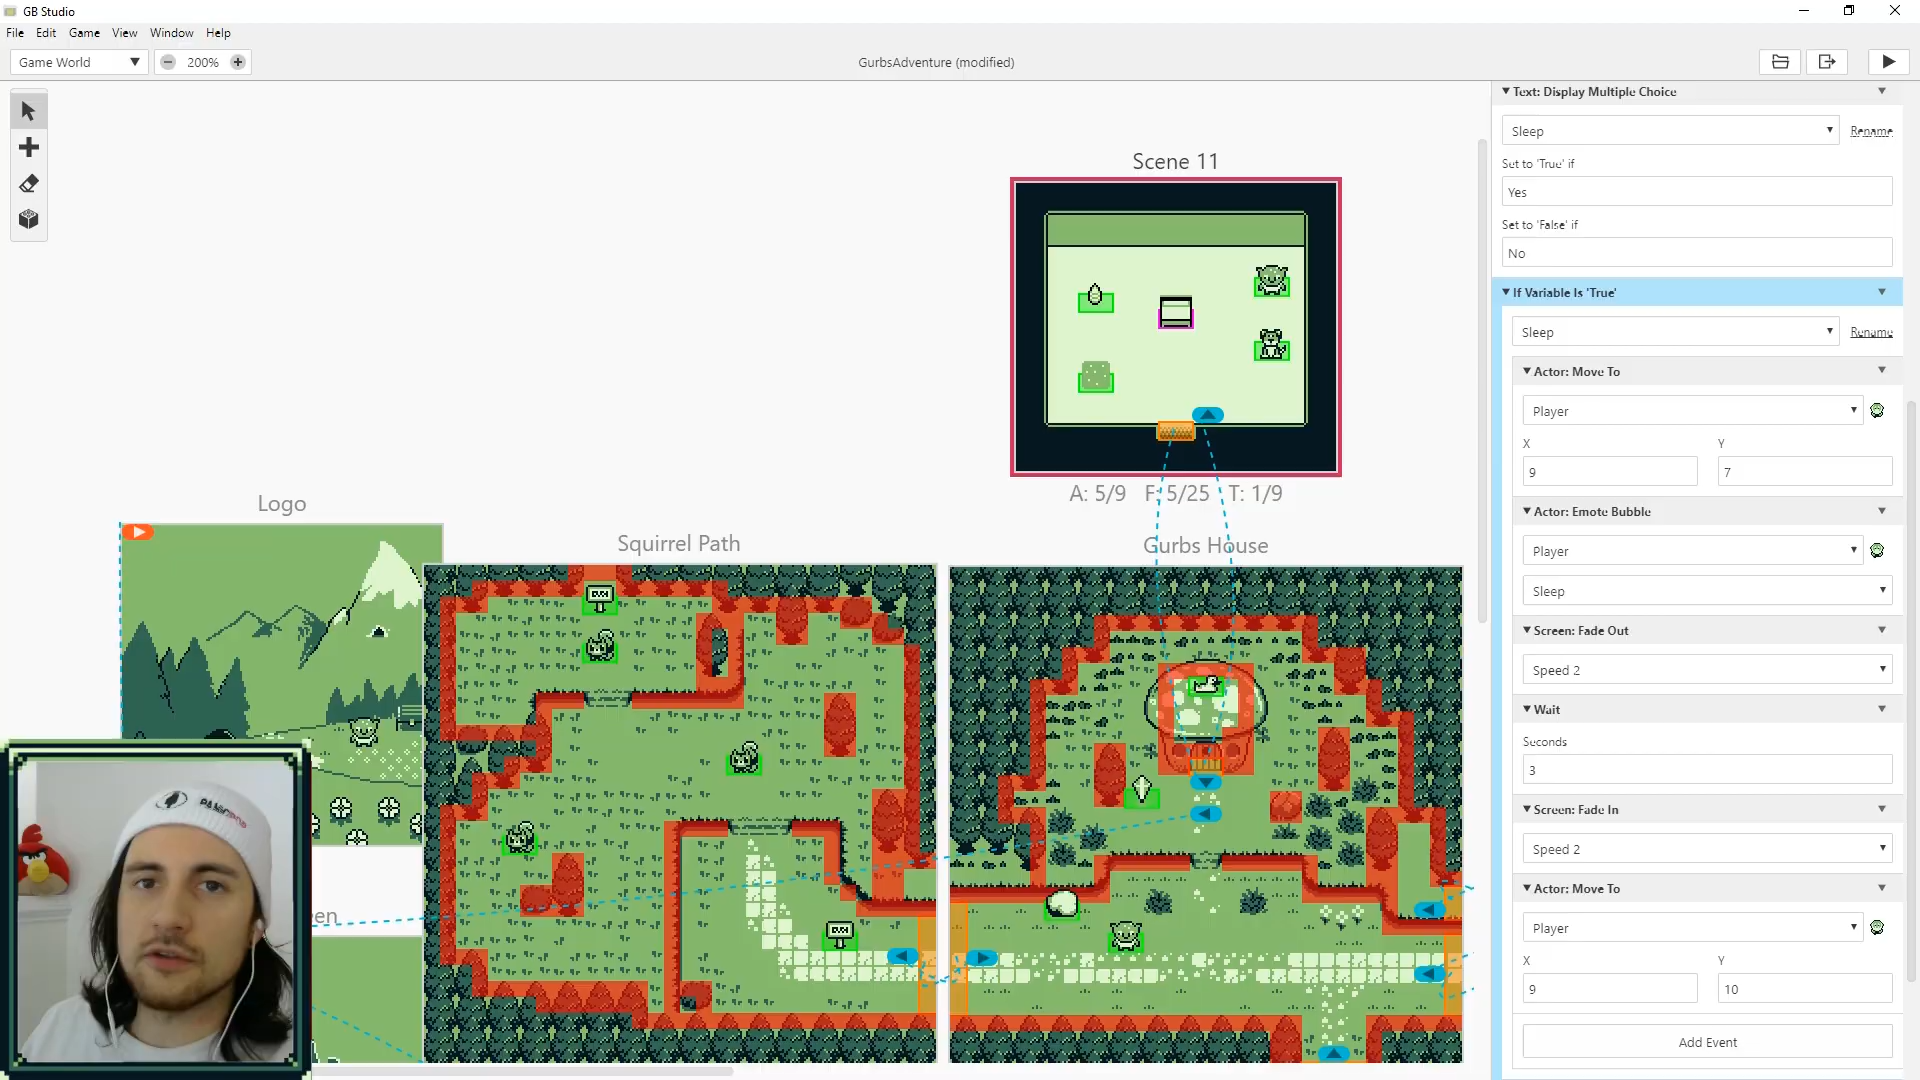 GB Studio
File Edit Game View Window Help
Game World 200% GurbsAdventure (modified)
Text: Display Multiple Choice
Sleep Rename
Set to 'True' if
Yes
Set to 'False' if
No
If Variable Is 'True'
Sleep Rename
Actor: Move To
Player
X Y
9 7
Actor: Emote Bubble
Player
Sleep
Screen: Fade Out
Speed 2
Wait
Seconds
3
Screen: Fade In
Speed 2
Actor: Move To
Player
X Y
9 10
Add Event
Scene 11
A: 5/9 F: 5/25 T: 1/9
Logo
Squirrel Path
Gurbs House
een